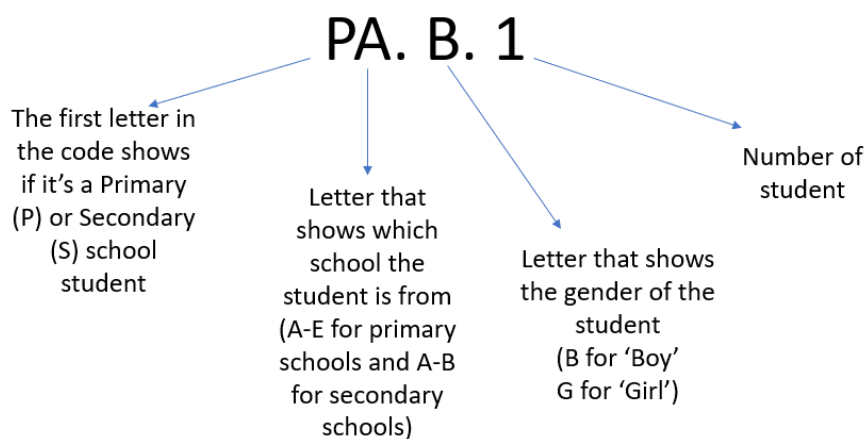 PA. B. 1
The first letter in
the code shows
if it's a Primary
(P) or Secondary
(S) school
student
Letter that
shows which
school the
student is from
(A-E for primary
schools and A-B
for secondary
schools)
Letter that shows
the gender of the
student
(B for ‘Boy’
G for ‘Girl’)
Number of
student